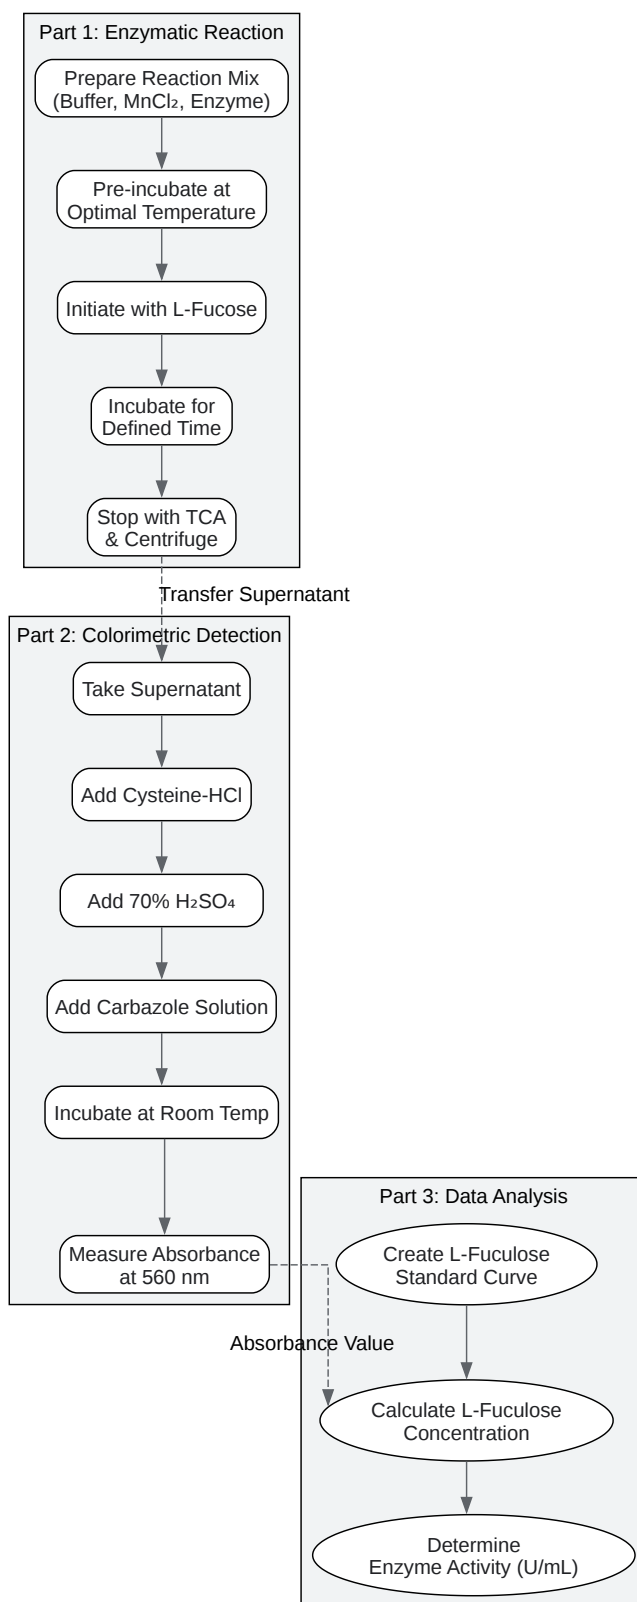 Part 1: Enzymatic Reaction
Prepare Reaction Mix
(Buffer, MnCl₂, Enzyme)
Pre-incubate at
Optimal Temperature
Initiate with L-Fucose
Incubate for
Defined Time
Stop with TCA
& Centrifuge
Transfer Supernatant
Part 2: Colorimetric Detection
Take Supernatant
Add Cysteine-HCl
Add 70% H₂SO₄
Add Carbazole Solution
Incubate at Room Temp
Measure Absorbance
at 560 nm
Absorbance Value
Part 3: Data Analysis
Create L-Fuculose
Standard Curve
Calculate L-Fuculose
Concentration
Determine
Enzyme Activity (U/mL)